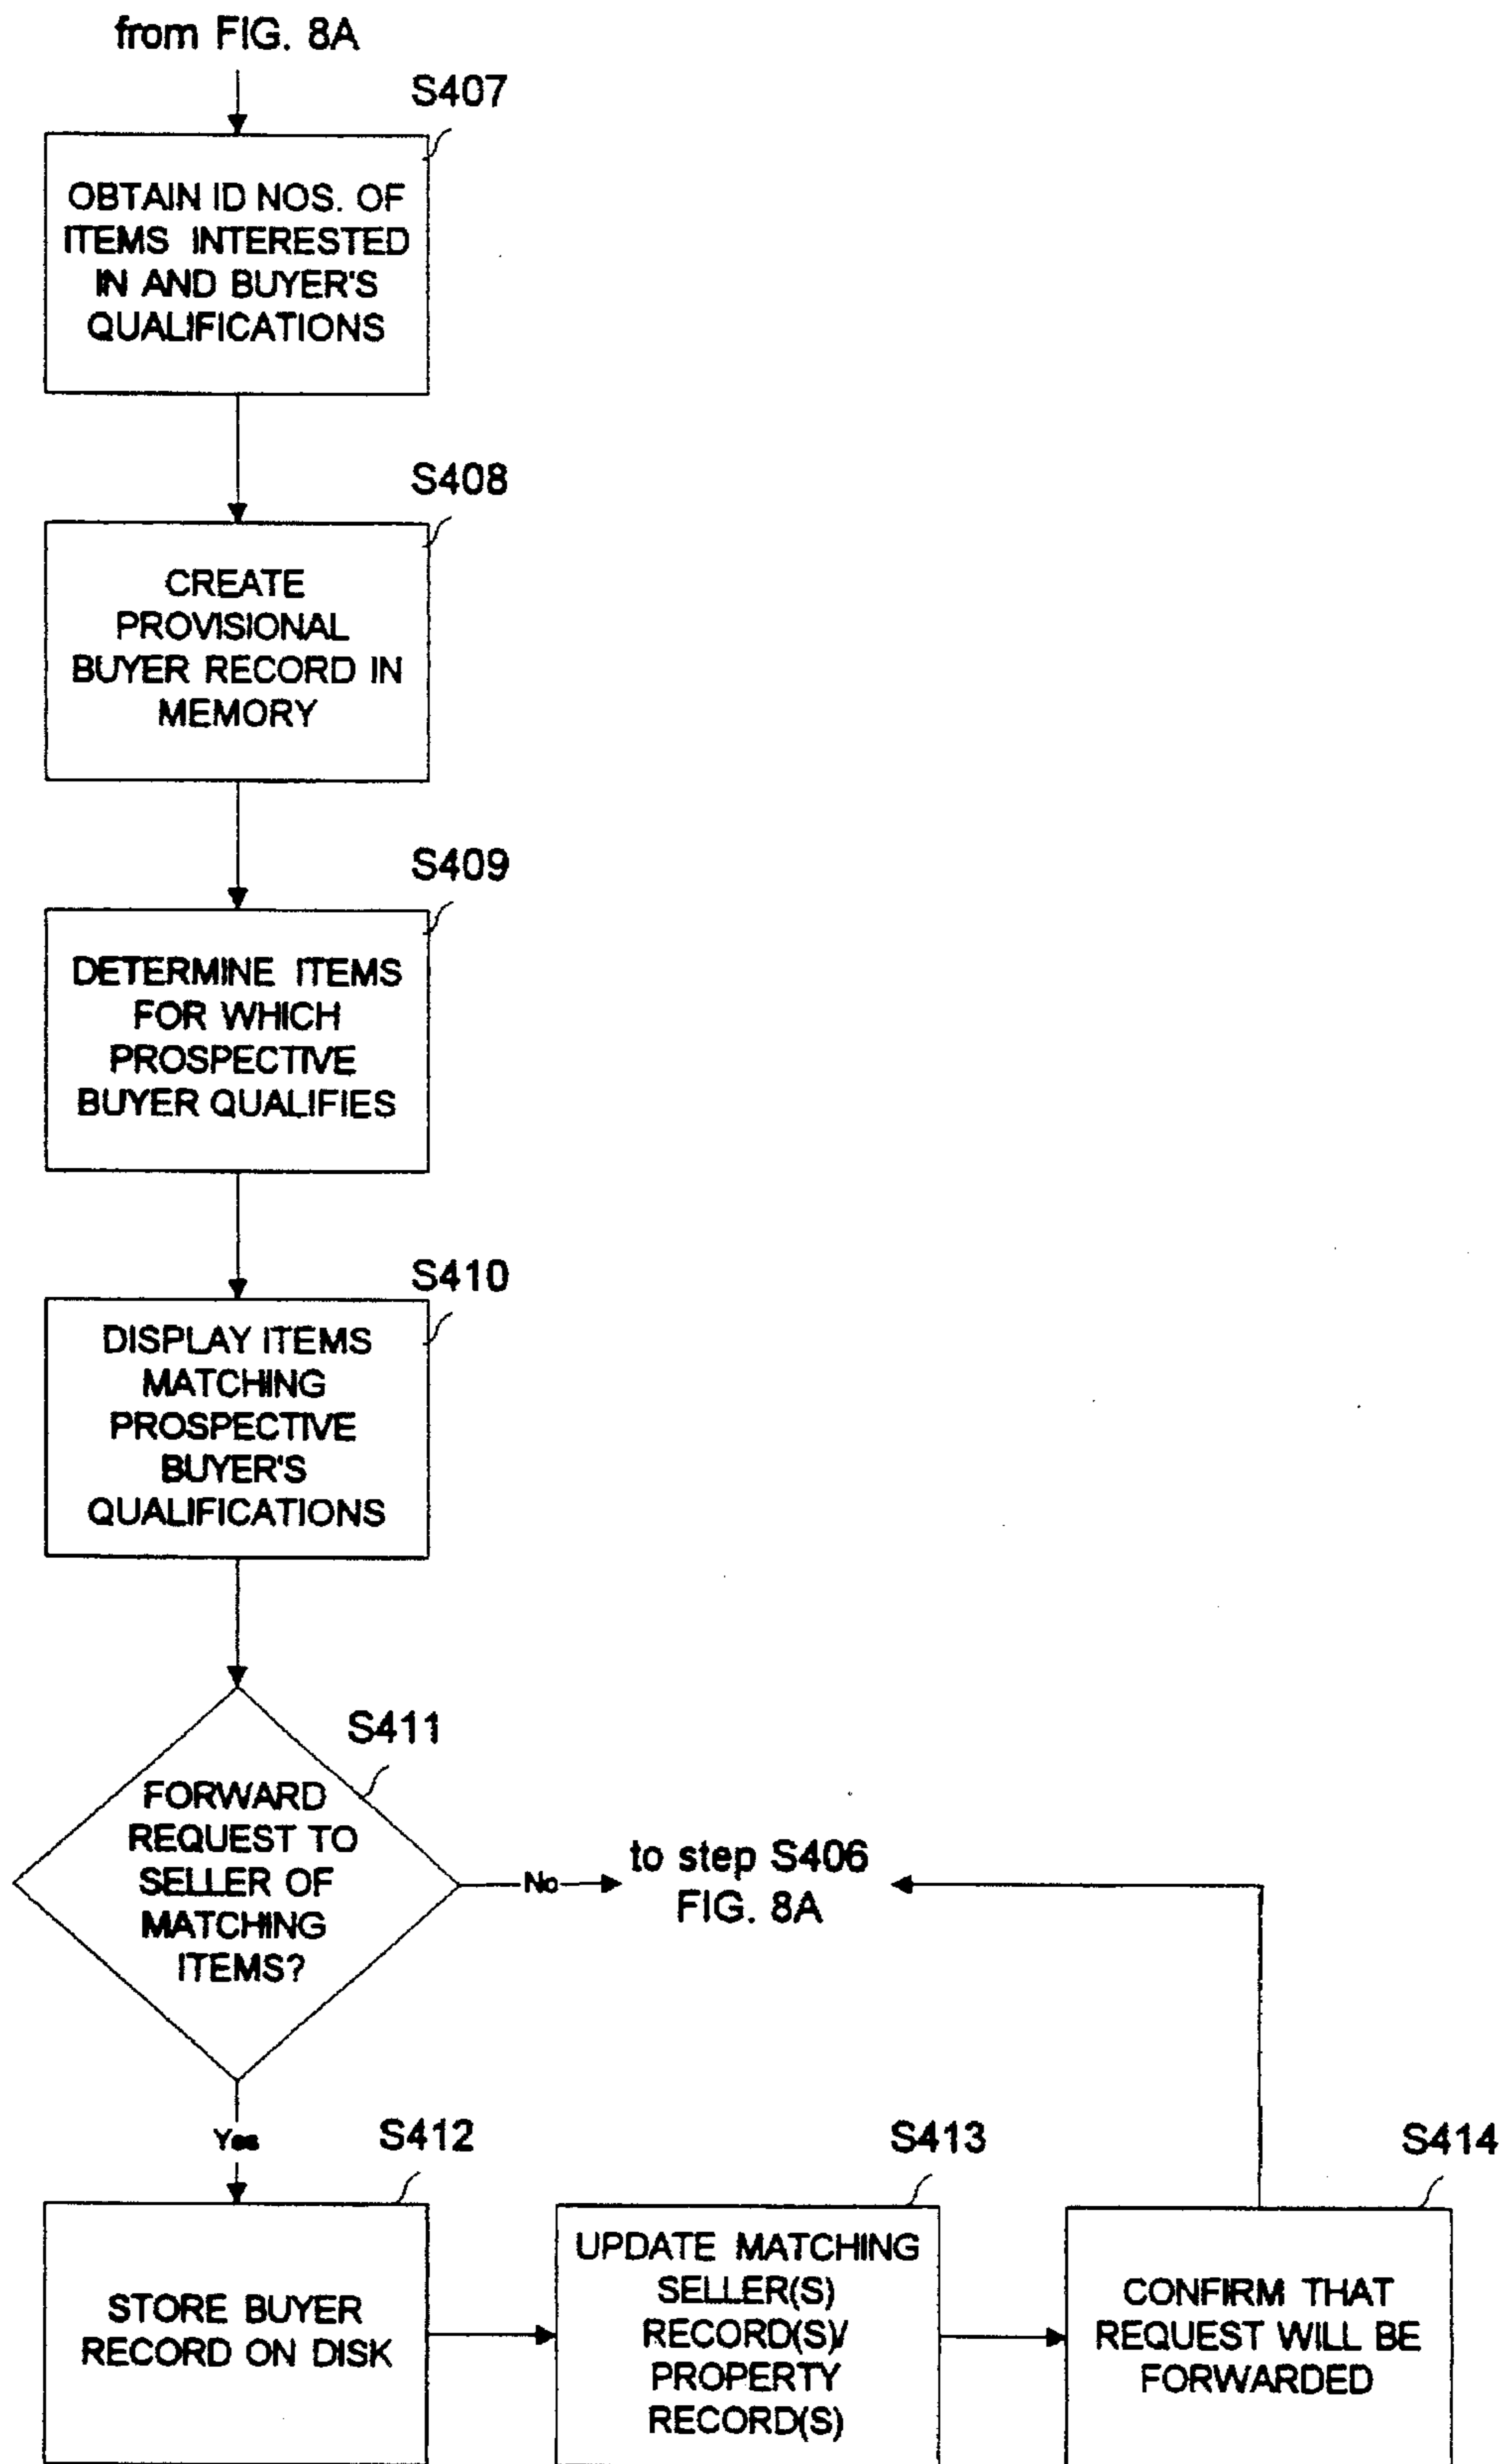 from FIG. 8A
S407
OBTAIN ID NOS. OF
ITEMS INTERESTED
IN AND BUYER'S
QUALIFICATIONS
S408
CREATE
PROVISIONAL
BUYER RECORD IN
MEMORY
S409
DETERMINE ITEMS
FOR WHICH
PROSPECTIVE
BUYER QUALIFIES
S410
DISPLAY ITEMS
MATCHING
PROSPECTIVE
BUYER'S
QUALIFICATIONS
S411
FORWARD
REQUEST TO
SELLER OF
MATCHING
ITEMS?
No
to step S406
FIG. 8A
Yes
S412
STORE BUYER
RECORD ON DISK
S413
UPDATE MATCHING
SELLER(S)
RECORD(S)/
PROPERTY
RECORD(S)
S414
CONFIRM THAT
REQUEST WILL BE
FORWARDED